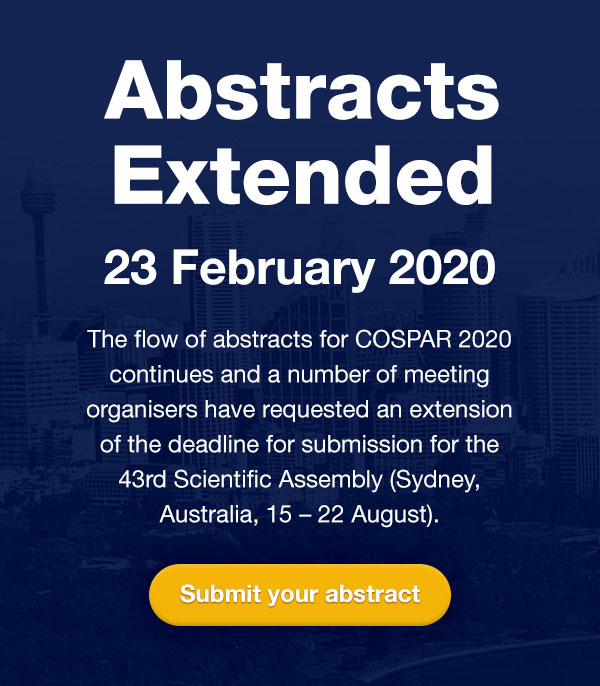 Abstracts
Extended
23 February 2020
The flow of abstracts for COSPAR 2020
continues and a number of meeting
organisers have requested an extension
of the deadline for submission for the
43rd Scientific Assembly (Sydney,
Australia, 15 – 22 August).
Submit your abstract